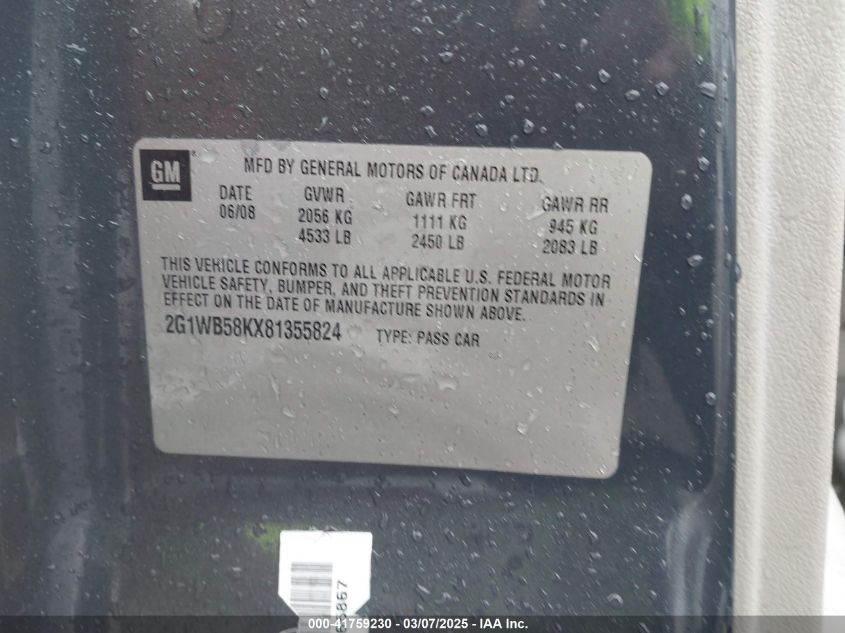 GM
MFD BY GENERAL MOTORS OF CANADA LTD.
DATE GVWR GAWR FRT GAWR RR
06/08 2056 KG 1111 KG 945 KG
4533 LB 2450 LB 2083 LB
THIS VEHICLE CONFORMS TO ALL APPLICABLE U.S. FEDERAL MOTOR
VEHICLE SAFETY, BUMPER, AND THEFT PREVENTION STANDARDS IN
EFFECT ON THE DATE OF MANUFACTURE SHOWN ABOVE.
2G1WB58KX81355824 TYPE: PASS CAR
000-41759230 - 03/07/2025 - IAA Inc.